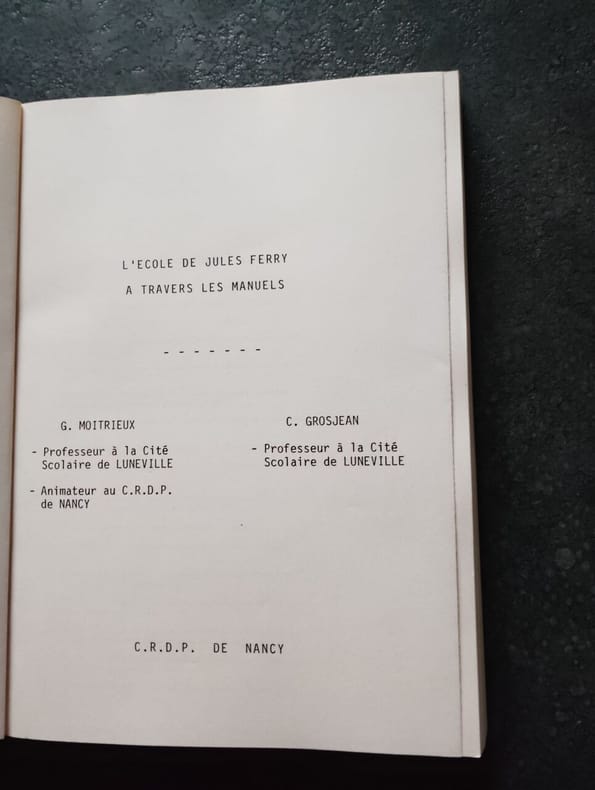 L'ECOLE DE JULES FERRY
A TRAVERS LES MANUELS
- - - - - - -
G. MOITRIEUX
- Professeur à la Cité
Scolaire de LUNEVILLE
- Animateur au C.R.D.P.
de NANCY
C. GROSJEAN
- Professeur à la Cité
Scolaire de LUNEVILLE
C.R.D.P. DE NANCY